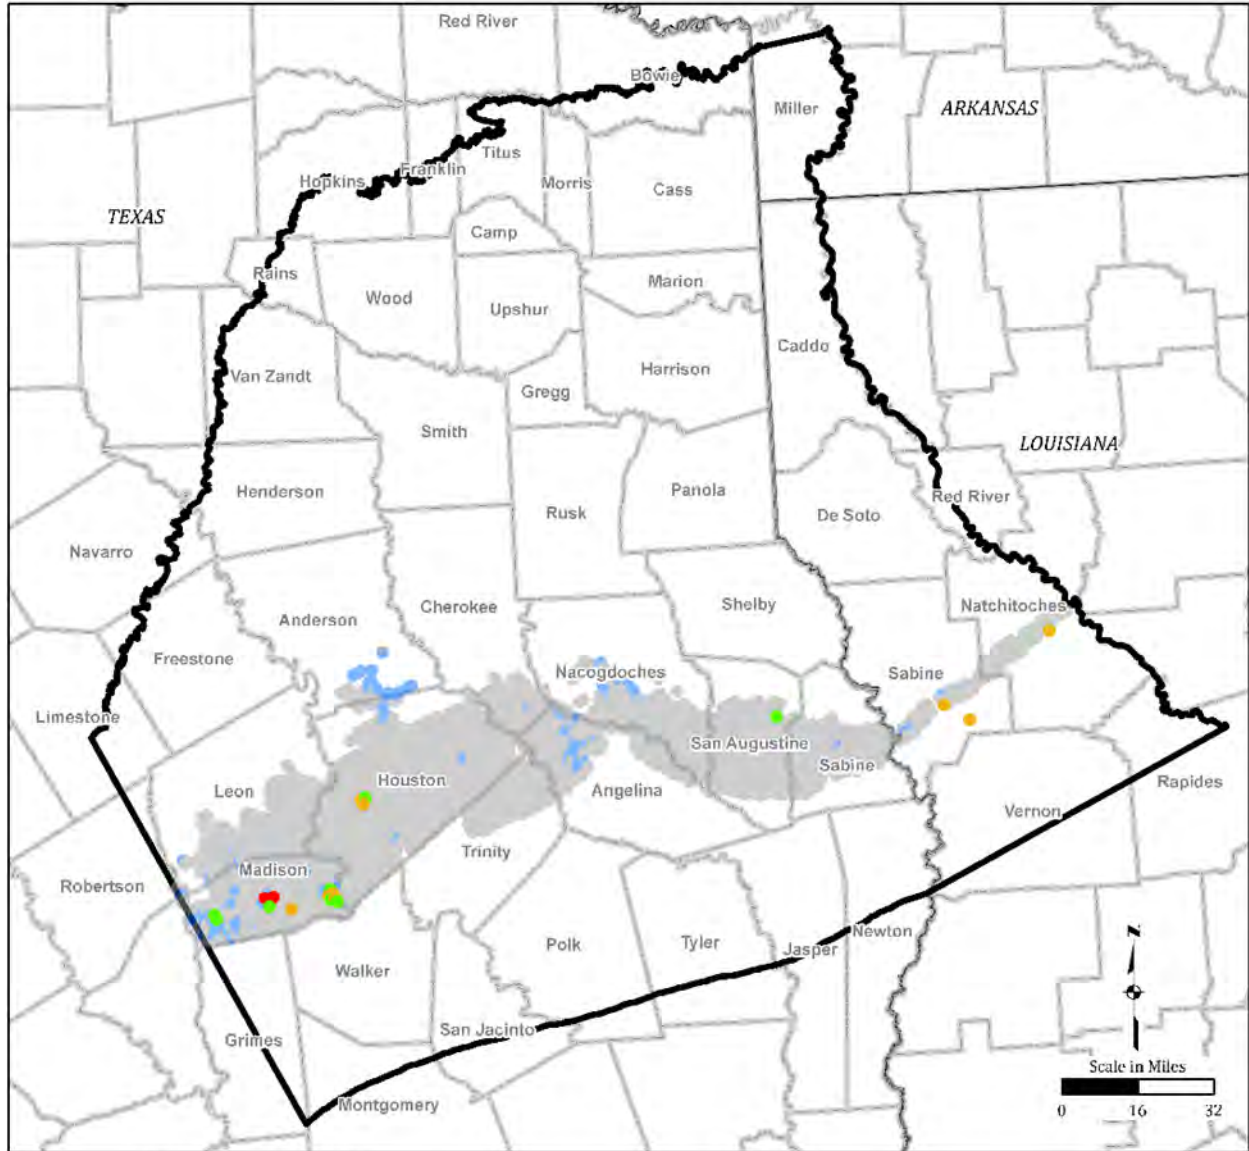 Red River
Bowie
Miller
ARKANSAS
Titus
Franklin
Hopkins
Morris
Cass
TEXAS
Camp
Rains
Marion
Wood
Upshur
Caddo
Harrison
Van Zandt
Gregg
Smith
LOUISIANA
Henderson
Panola
Red River
Rusk
De Soto
Navarro
Shelby
Natchitoches
Cherokee
Anderson
Freestone
Nacogdoches
Sabine
Limestone
San Augustine
Sabine
Houston
Rapides
Leon
Angelina
Vernon
Trinity
Madison
Robertson
Newton
N
Polk
Tyler
Jasper
Walker
San Jacinto
Grimes
Scale in Miles
Montgomery
0 16 32